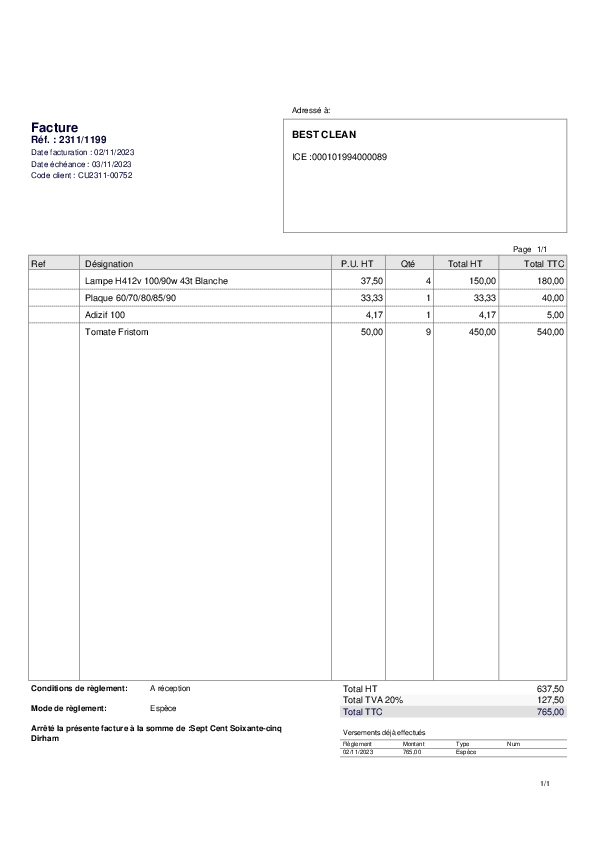 Adressé à:
Facture
Réf. : 2311/1199
Date facturation : 02/11/2023
Date échéance : 03/11/2023
Code client : CU2311-00752
BEST CLEAN
ICE :000101994000089
Page 1/1
Ref Désignation P.U. HT Qté Total HT Total TTC
Lampe H412v 100/90w 43t Blanche 37,50 4 150,00 180,00
Plaque 60/70/80/85/90 33,33 1 33,33 40,00
Adizif 100 4,17 1 4,17 5,00
Tomate Fristom 50,00 9 450,00 540,00
Conditions de règlement: A réception
Mode de règlement: Espèce
Arrêté la présente facture à la somme de :Sept Cent Soixante-cinq
Dirham
Total HT 637,50
Total TVA 20% 127,50
Total TTC 765,00
Versements déjà effectués
Règlement Montant Type Num
02/11/2023 765,00 Espèce
1/1